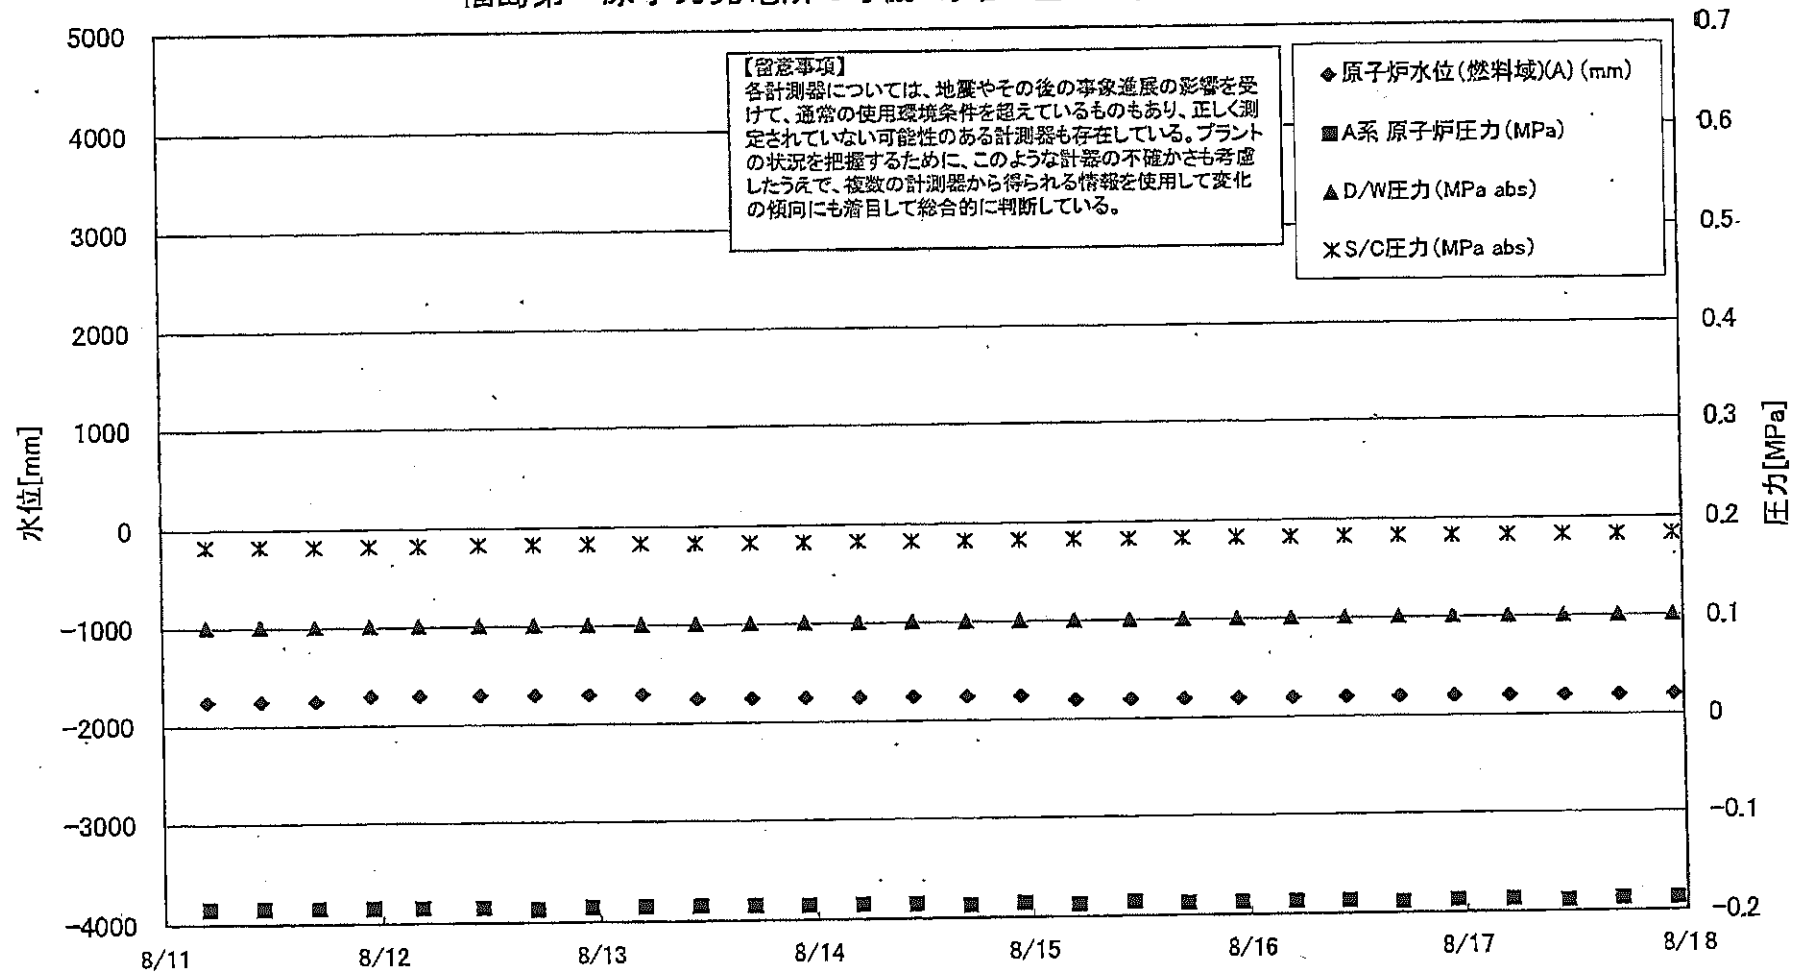 5000
4000
3000
2000
1000
0
-1000
-2000
-3000
-4000
水位[mm]
【留意事項】
各計測器については、地震やその後の事象進展の影響を受
けて、通常の使用環境条件を超えているものもあり、正しく測
定されていない可能性のある計測器も存在している。プラント
の状況を把握するために、このような計器の不確かさも考慮
したうえで、複数の計測器から得られる情報を使用して変化
の傾向にも着目して総合的に判断している。
原子炉水位(燃料域)(A) (mm)
A系 原子炉圧力(MPa)
D/W圧力(MPa abs)
S/C圧力(MPa abs)
0.7
0.6
0.5
0.4
0.3
0.2
0.1
0
-0.1
-0.2
圧力[MPa]
8/11
8/12
8/13
8/14
8/15
8/16
8/17
8/18